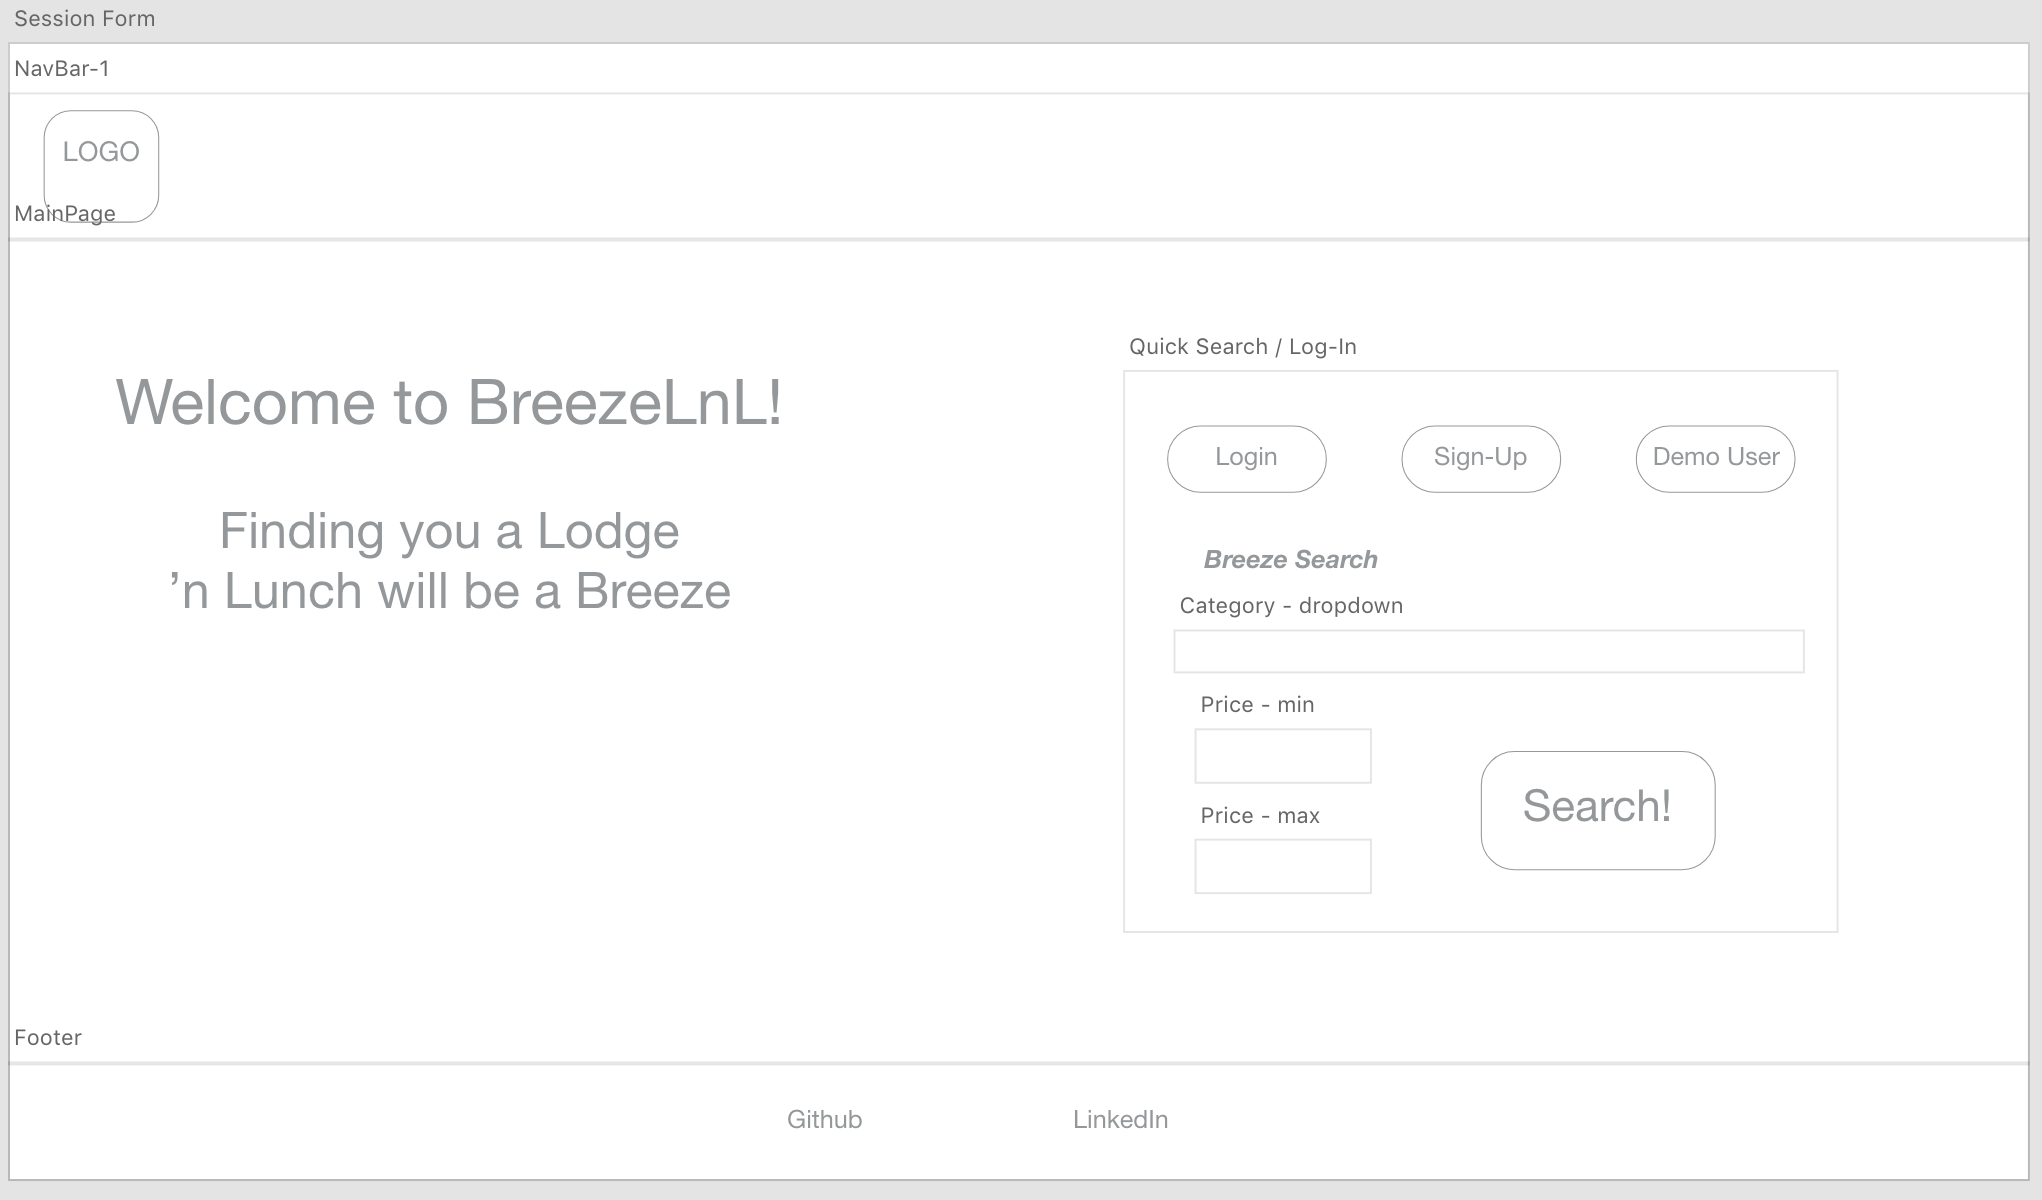 Session Form
NavBar-1
LOGO
MainPage
Welcome to BreezeLnL!
Finding you a Lodge
’n Lunch will be a Breeze
Quick Search / Log-In
Login
Sign-Up
Demo User
Breeze Search
Category - dropdown
Price - min
Price - max
Search!
Footer
Github
LinkedIn